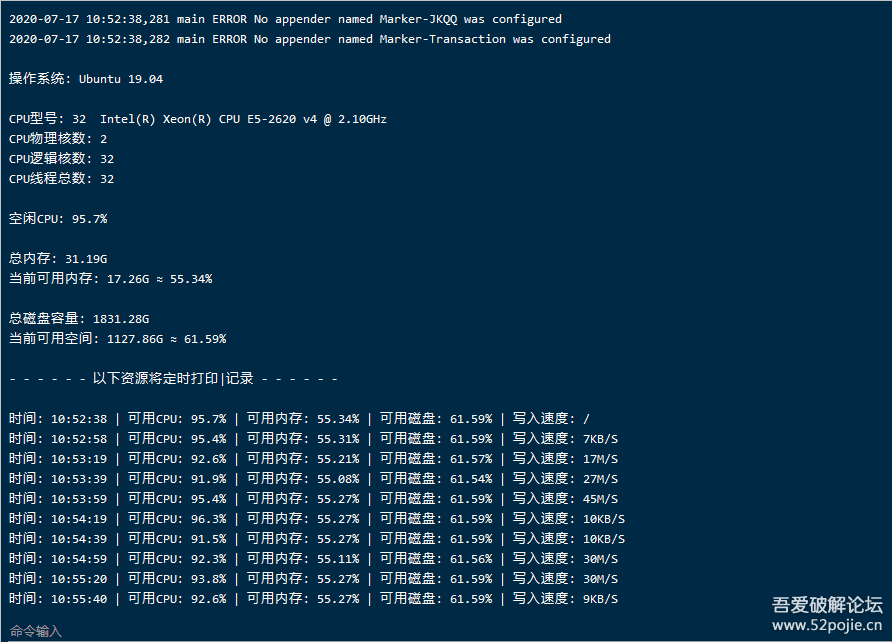 2020-07-17 10:52:38,281 main ERROR No appender named Marker-JKQQ was configured
2020-07-17 10:52:38,282 main ERROR No appender named Marker-Transaction was configured
操作系统: Ubuntu 19.04
CPU型号: 32  Intel(R) Xeon(R) CPU E5-2620 v4 @ 2.10GHz
CPU物理核数: 2
CPU逻辑核数: 32
CPU线程总数: 32
空闲CPU: 95.7%
总内存: 31.19G
当前可用内存: 17.26G ≈ 55.34%
总磁盘容量: 1831.28G
当前可用空间: 1127.86G ≈ 61.59%
- - - - - - 以下资源将定时打印|记录 - - - - - -
时间: 10:52:38 | 可用CPU: 95.7% | 可用内存: 55.34% | 可用磁盘: 61.59% | 写入速度: /
时间: 10:52:58 | 可用CPU: 95.4% | 可用内存: 55.31% | 可用磁盘: 61.59% | 写入速度: 7KB/S
时间: 10:53:19 | 可用CPU: 92.6% | 可用内存: 55.21% | 可用磁盘: 61.57% | 写入速度: 17M/S
时间: 10:53:39 | 可用CPU: 91.9% | 可用内存: 55.08% | 可用磁盘: 61.54% | 写入速度: 27M/S
时间: 10:53:59 | 可用CPU: 95.4% | 可用内存: 55.27% | 可用磁盘: 61.59% | 写入速度: 45M/S
时间: 10:54:19 | 可用CPU: 96.3% | 可用内存: 55.27% | 可用磁盘: 61.59% | 写入速度: 10KB/S
时间: 10:54:39 | 可用CPU: 91.5% | 可用内存: 55.27% | 可用磁盘: 61.59% | 写入速度: 10KB/S
时间: 10:54:59 | 可用CPU: 92.3% | 可用内存: 55.11% | 可用磁盘: 61.56% | 写入速度: 30M/S
时间: 10:55:20 | 可用CPU: 93.8% | 可用内存: 55.27% | 可用磁盘: 61.59% | 写入速度: 30M/S
时间: 10:55:40 | 可用CPU: 92.6% | 可用内存: 55.27% | 可用磁盘: 61.59% | 写入速度: 9KB/S
吾爱破解论坛
www.52pojie.cn
命令输入